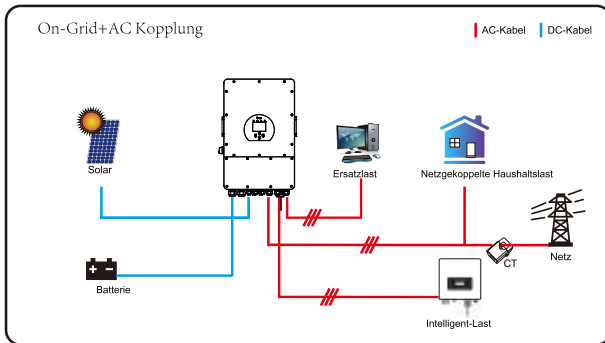 On-Grid+AC Kopplung
AC-Kabel
DC-Kabel
Solar
Ersatzlast
Netzgekoppelte Haushaltslast
CT
Netz
Batterie
Intelligent-Last